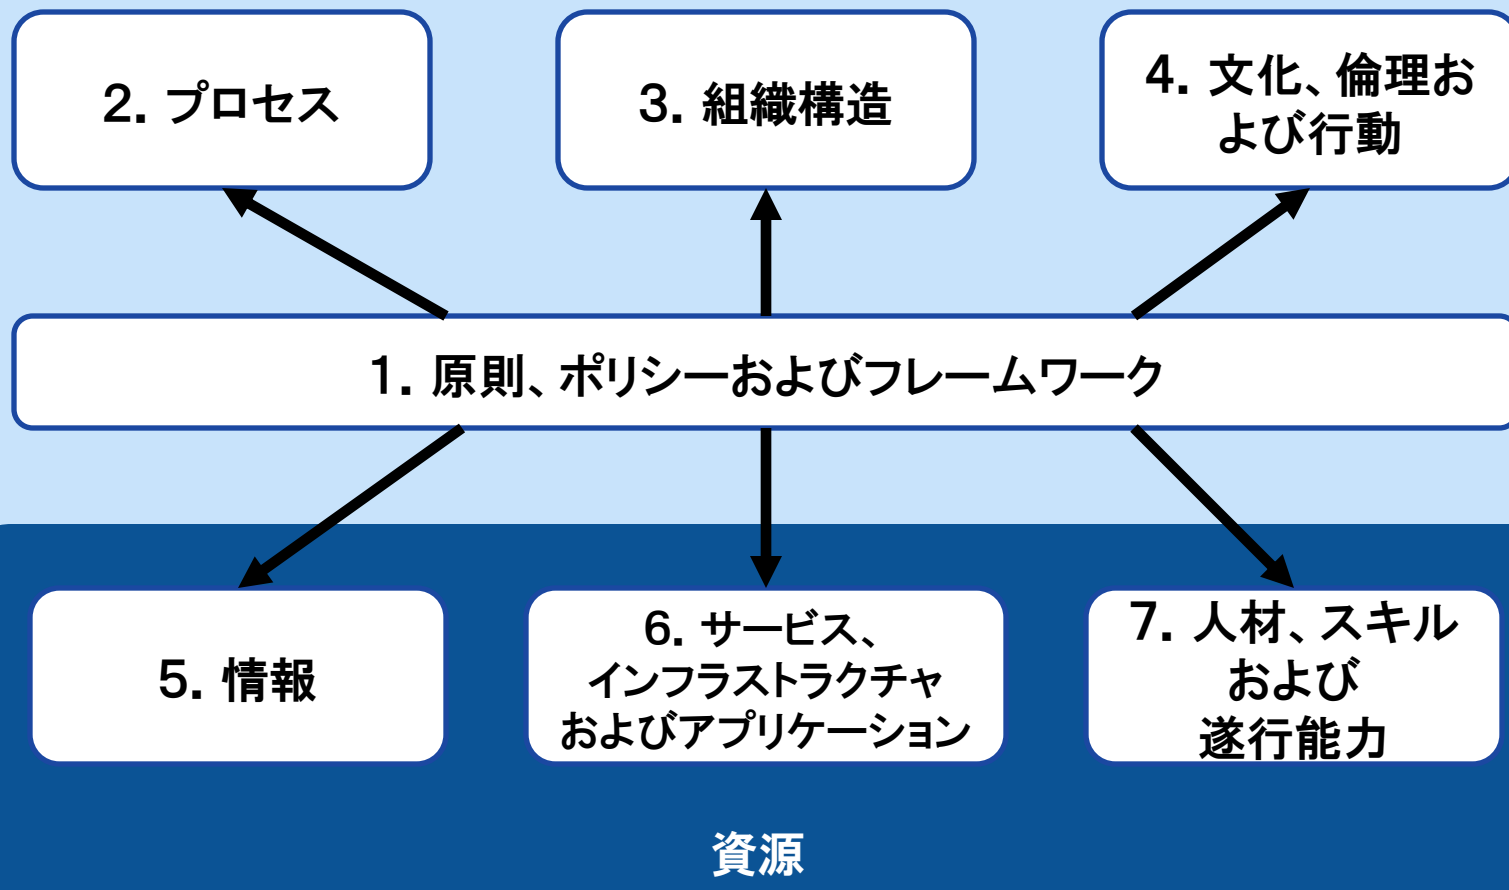 2. プロセス
3. 組織構造
4. 文化、倫理お
よび行動
1. 原則、ポリシーおよびフレームワーク
5. 情報
6. サービス、
インフラストラクチャ
およびアプリケーション
7. 人材、スキル
および
遂行能力
資源